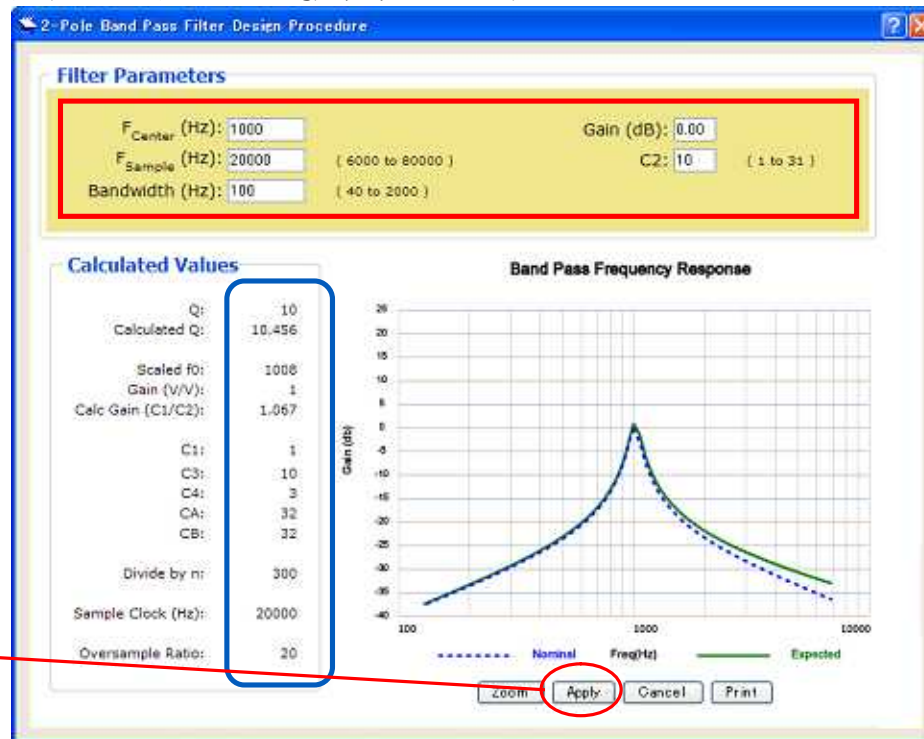 2-Pole Band Pass Filter Design Procedure
Filter Parameters
FCenter (Hz): 1000
Gain (dB): 0.00
FSample (Hz): 20000 ( 6000 to 80000 )
C2: 10 ( 1 to 31 )
Bandwidth (Hz): 100 ( 40 to 2000 )
Calculated Values
Q: 10
Calculated Q: 10.456
Scaled f0: 1008
Gain (V/V): 1
Calc Gain (C1/C2): 1.067
C1: 1
C3: 10
C4: 3
CA: 32
CB: 32
Divide by n: 300
Sample Clock (Hz): 20000
Oversample Ratio: 20
Band Pass Frequency Response
Gain (db)
20
15
10
0
-10
-15
-20
-25
-30
-35
-40
100 1000 10000
Nominal Freq(Hz) Expected
Zoom Apply Cancel Print